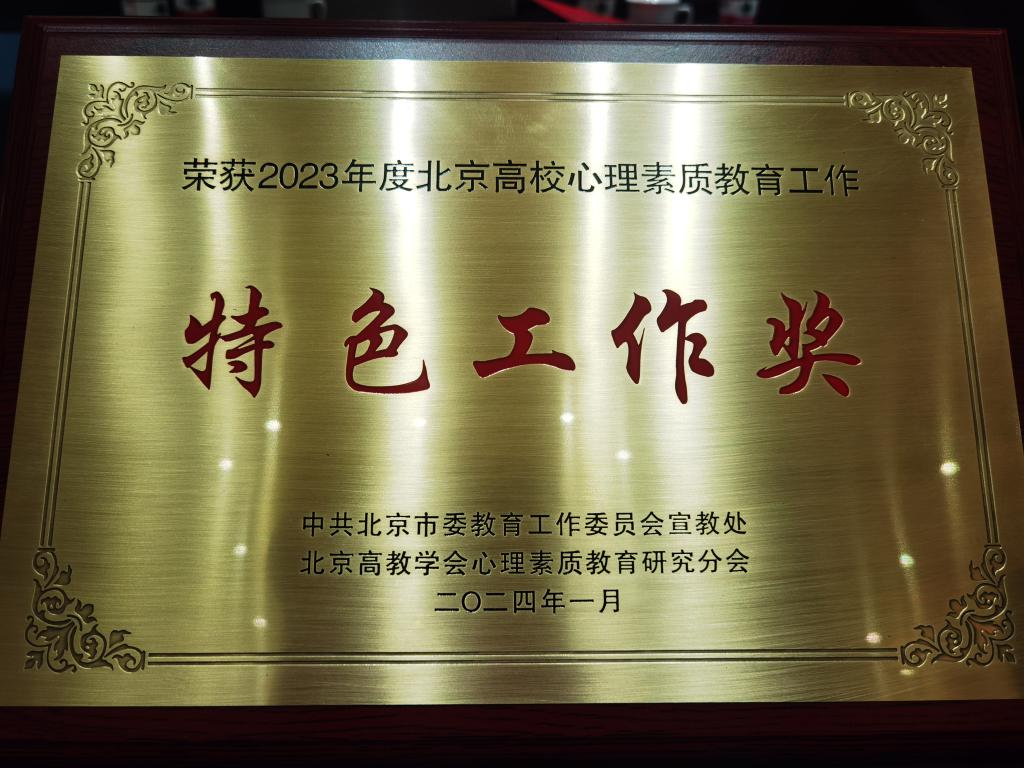 荣获2023年度北京高校心理素质教育工作
特色工作奖
中共北京市委教育工作委员会宣教处
北京高教学会心理素质教育研究分会
二〇二四年一月